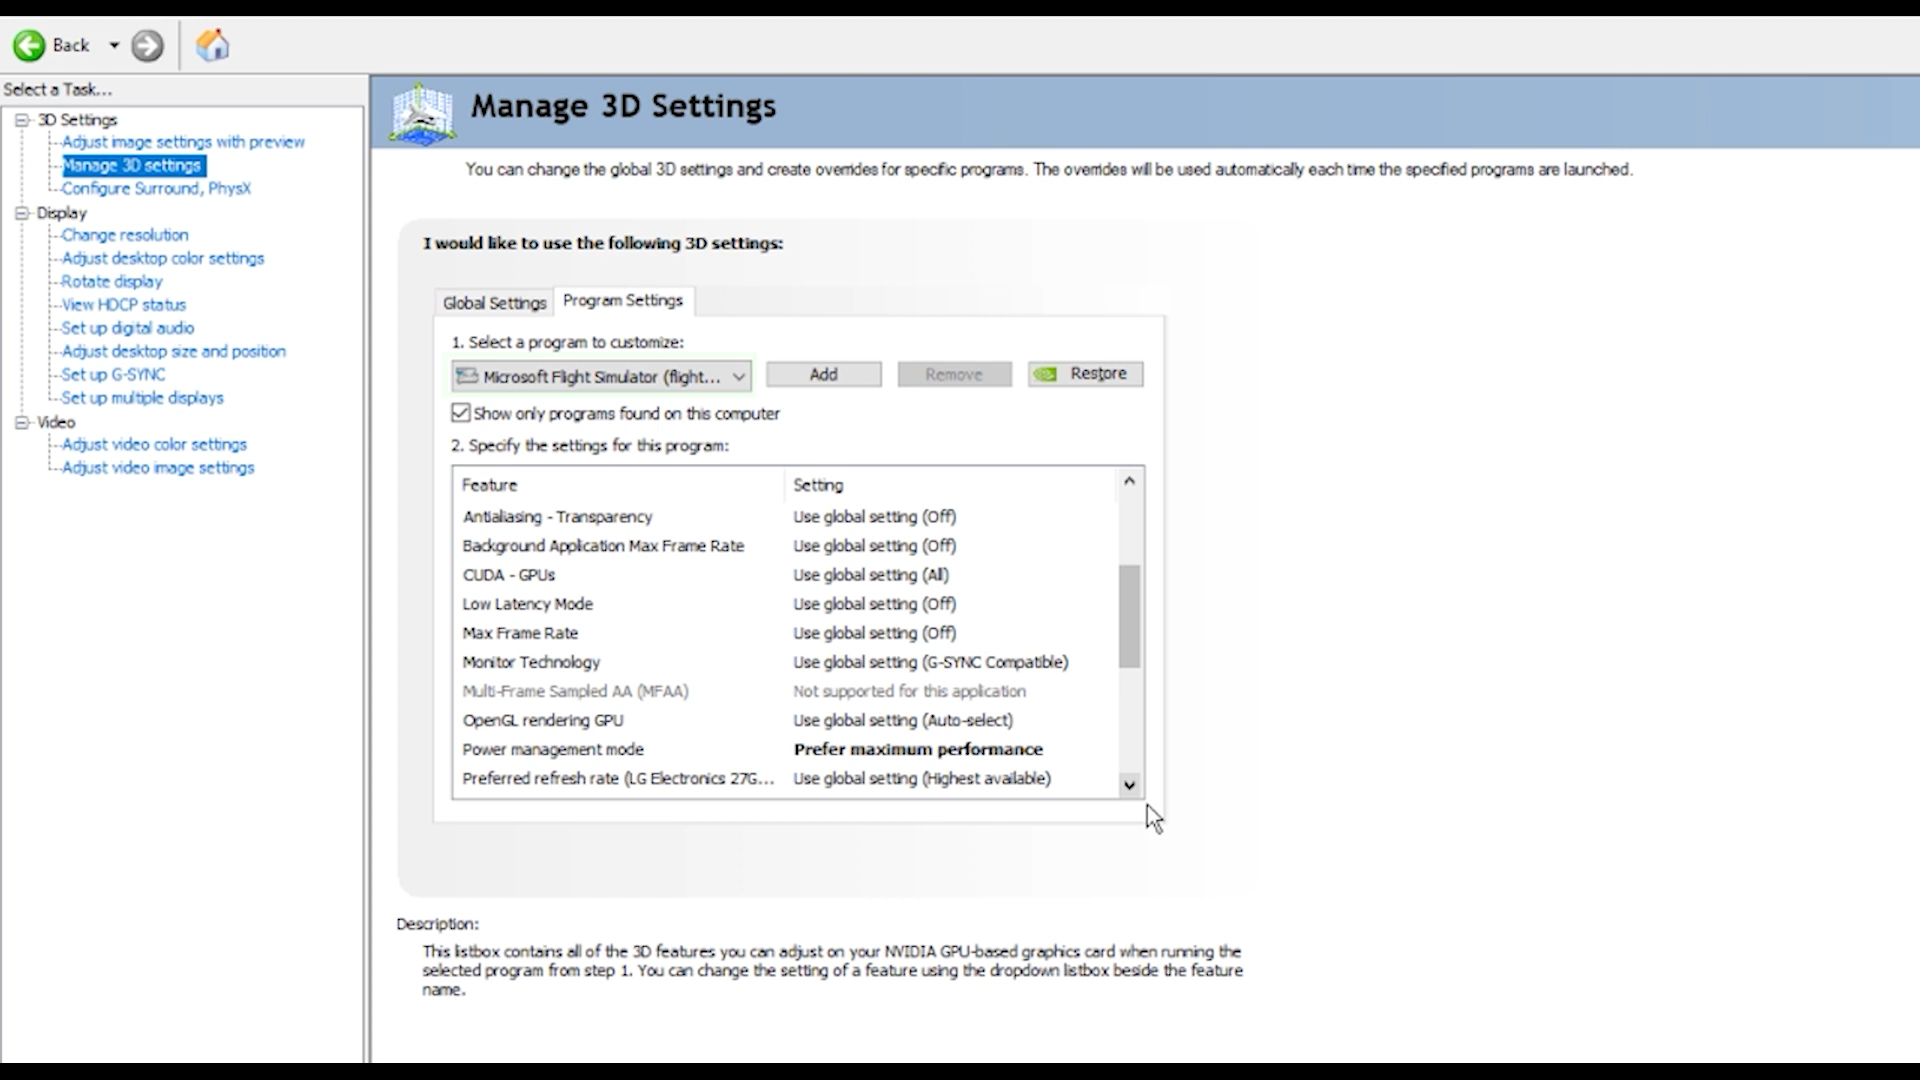 Back
Select a Task...
3D Settings
Adjust image settings with preview
Manage 3D settings
Configure Surround, PhysX
Display
Change resolution
Adjust desktop color settings
Rotate display
View HDCP status
Set up digital audio
Adjust desktop size and position
Set up G-SYNC
Set up multiple displays
Video
Adjust video color settings
Adjust video image settings
Manage 3D Settings
You can change the global 3D settings and create overrides for specific programs. The overrides will be used automatically each time the specified programs are launched.
I would like to use the following 3D settings:
Global Settings Program Settings
1. Select a program to customize:
Microsoft Flight Simulator (flight... Add Remove Restore
Show only programs found on this computer
2. Specify the settings for this program:
Feature Setting
Antialiasing - Transparency Use global setting (Off)
Background Application Max Frame Rate Use global setting (Off)
CUDA - GPUs Use global setting (All)
Low Latency Mode Use global setting (Off)
Max Frame Rate Use global setting (Off)
Monitor Technology Use global setting (G-SYNC Compatible)
Multi-Frame Sampled AA (MFAA) Not supported for this application
OpenGL rendering GPU Use global setting (Auto-select)
Power management mode Prefer maximum performance
Preferred refresh rate (LG Electronics 27G... Use global setting (Highest available)
Description:
This listbox contains all of the 3D features you can adjust on your NVIDIA GPU-based graphics card when running the
selected program from step 1. You can change the setting of a feature using the dropdown listbox beside the feature
name.